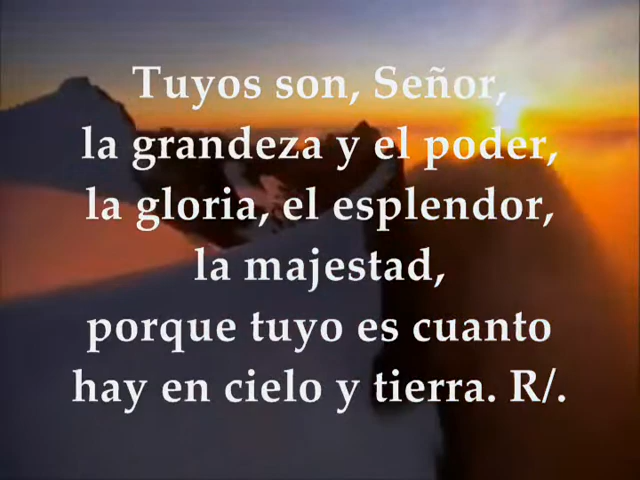 Tuyos son, Señor,
la grandeza y el poder,
la gloria, el esplendor,
la majestad,
porque tuyo es cuanto
hay en cielo y tierra. R/.